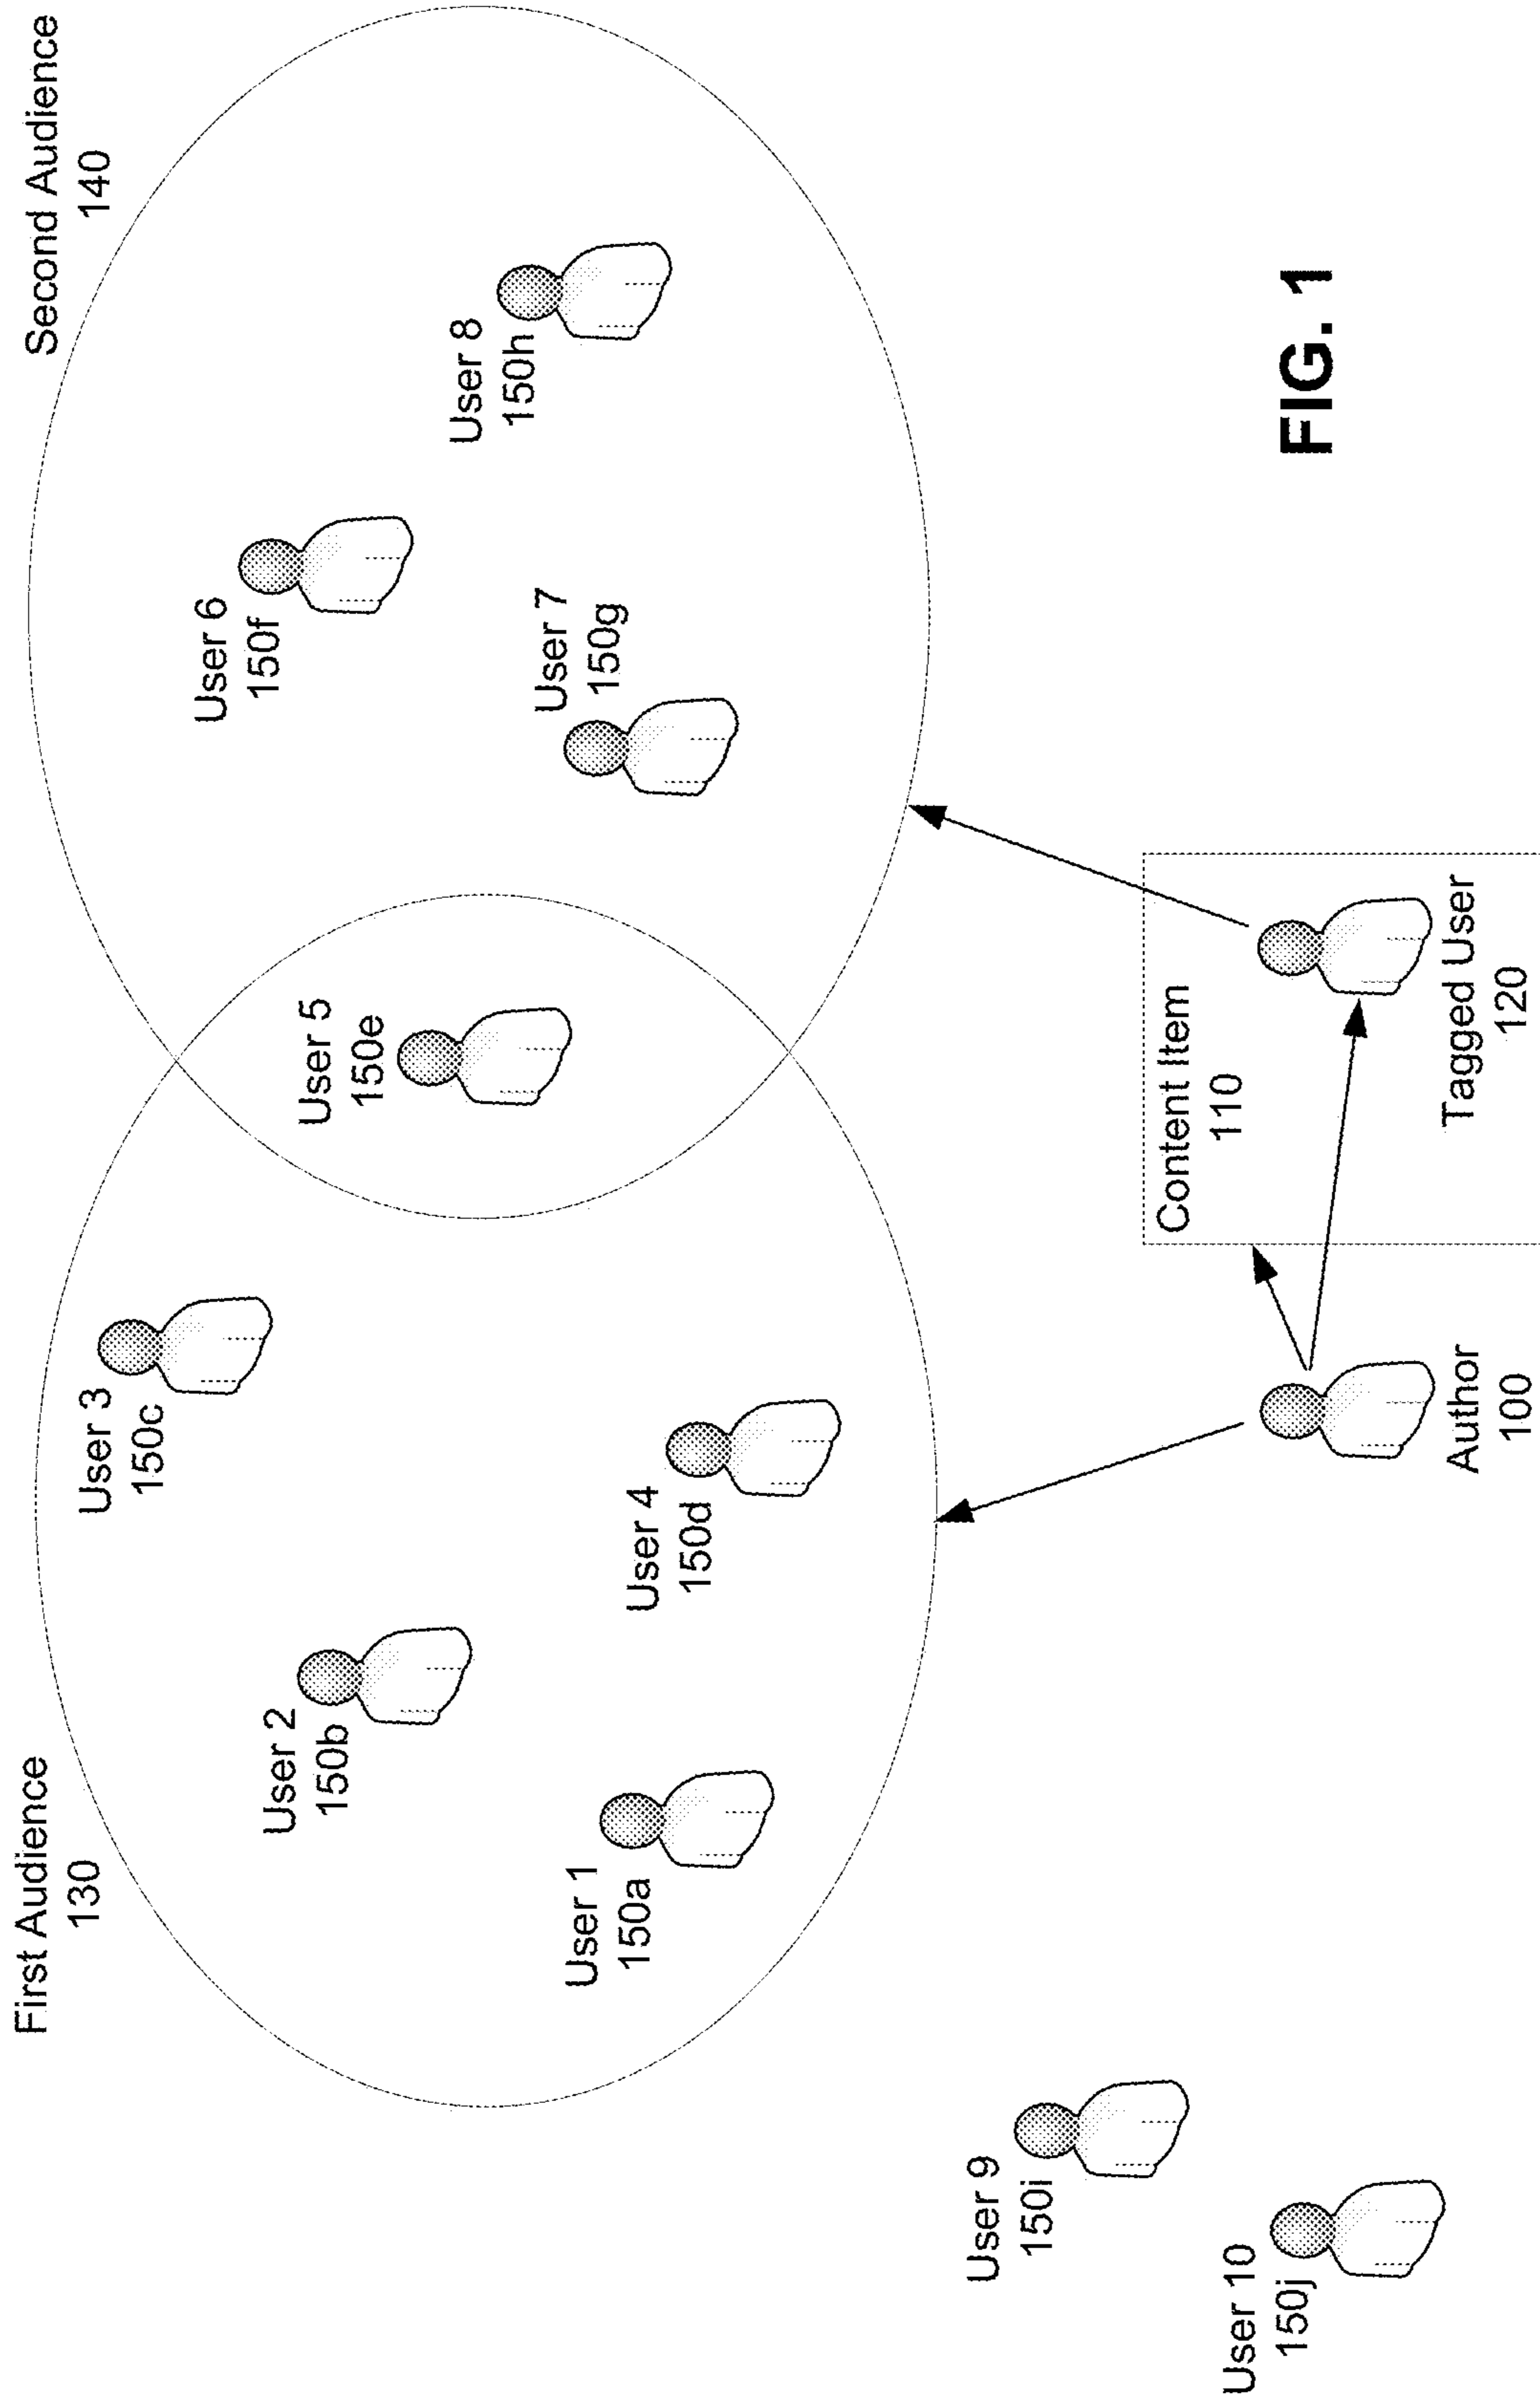 First Audience
130
Second Audience
140
User 3
150c
User 6
150f
User 2
150b
User 5
150e
User 8
150h
User 7
150g
User 1
150a
User 4
150d
User 9
150i
Content Item
110
User 10
150j
FIG. 1
Author
100
Tagged User
120